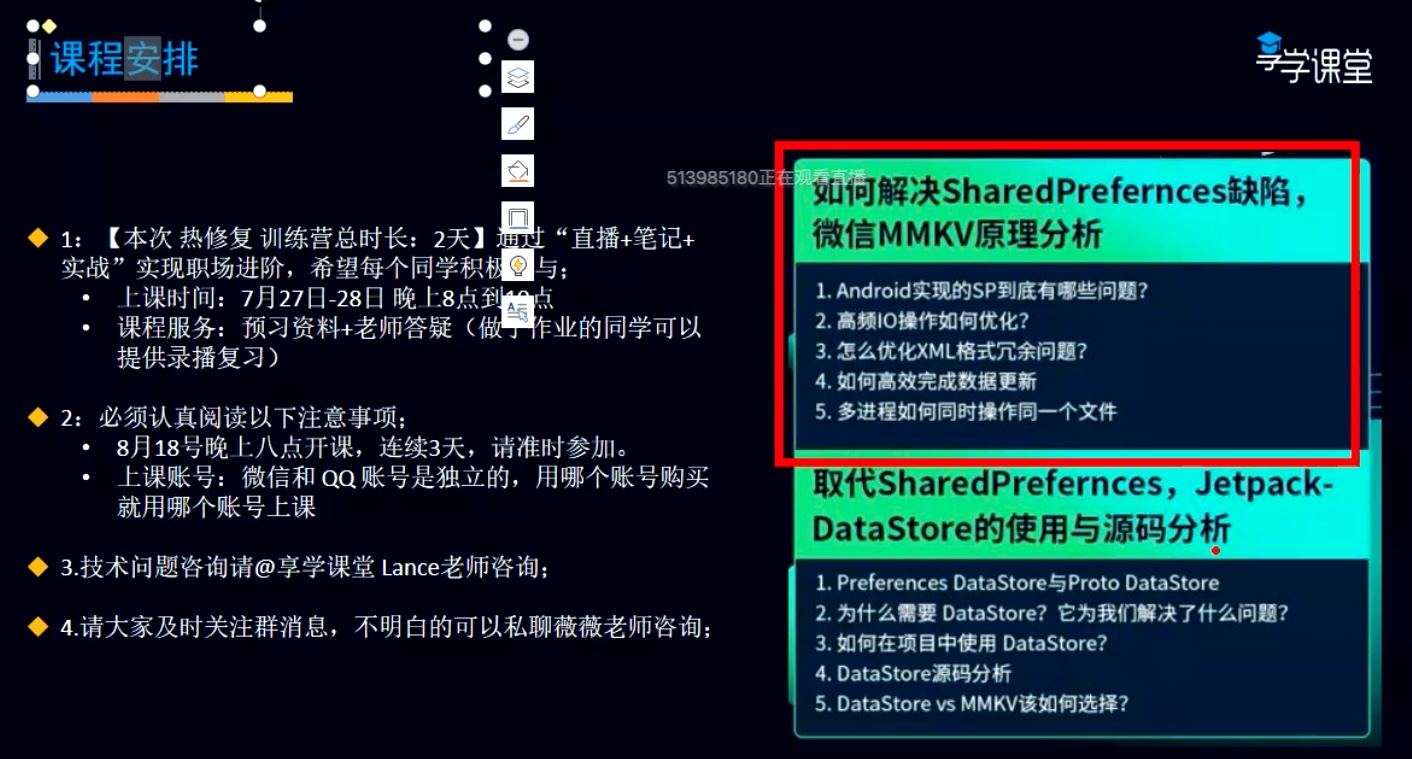 课程安排
享学课堂
513985180正在观看直播
1：【本次 热修复 训练营总时长：2天】通过“直播+笔记+
实战”实现职场进阶，希望每个同学积极与；
• 上课时间：7月27日-28日 晚上8点到10点
• 课程服务：预习资料+老师答疑（做了作业的同学可以
提供录播复习）
2：必须认真阅读以下注意事项；
• 8月18号晚上八点开课，连续3天，请准时参加。
• 上课账号：微信和 QQ 账号是独立的，用哪个账号购买
就用哪个账号上课
3.技术问题咨询请@享学课堂 Lance老师咨询；
4.请大家及时关注群消息，不明白的可以私聊薇薇老师咨询；
如何解决SharedPrefernces缺陷，
微信MMKV原理分析
1. Android实现的SP到底有哪些问题？
2. 高频IO操作如何优化？
3. 怎么优化XML格式冗余问题？
4. 如何高效完成数据更新
5. 多进程如何同时操作同一个文件
取代SharedPrefernces，Jetpack-
DataStore的使用与源码分析
1. Preferences DataStore与Proto DataStore
2. 为什么需要 DataStore？它为我们解决了什么问题？
3. 如何在项目中使用 DataStore？
4. DataStore源码分析
5. DataStore vs MMKV该如何选择？